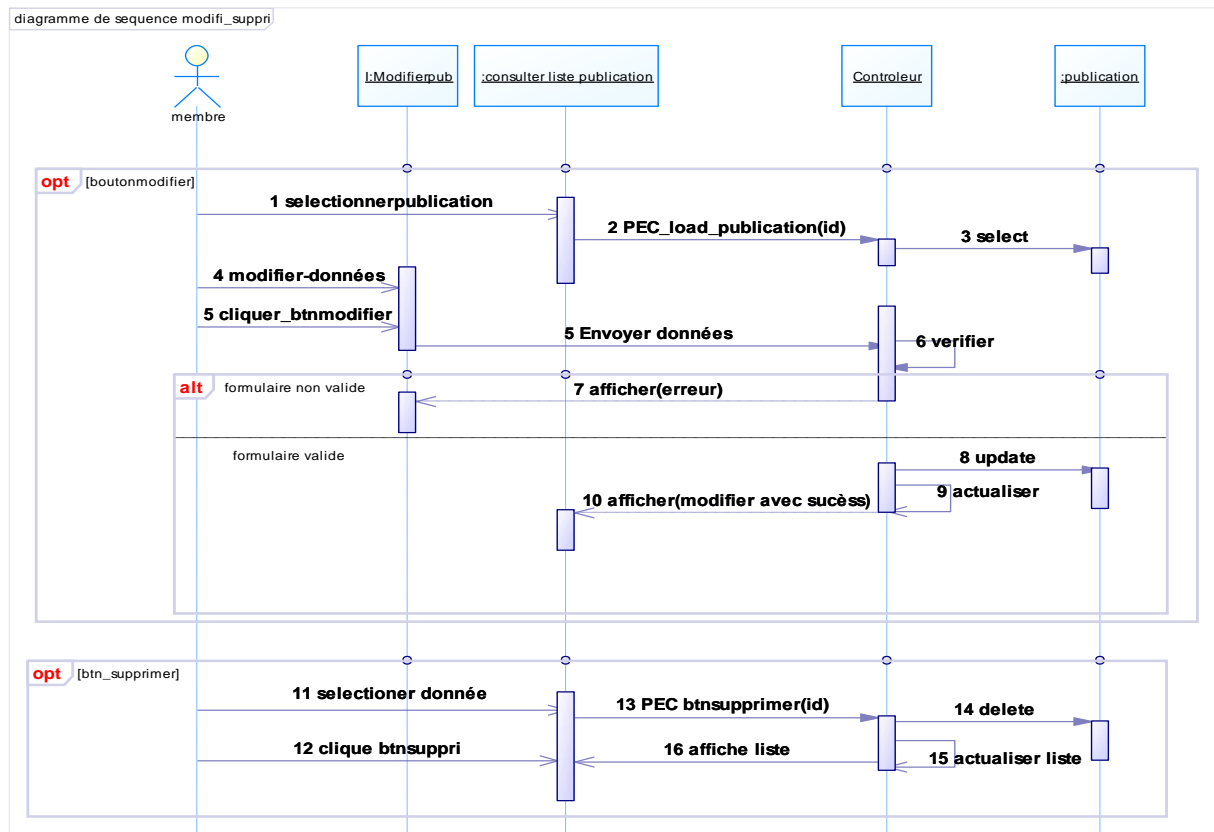 diagramme de sequence modifi_suppri
membre
I:Modifierpub
:consulter liste publication
Controleur
:publication
opt [boutonmodifier]
1 selectionnerpublication
2 PEC_load_publication(id)
3 select
4 modifier-données
5 cliquer_btnmodifier
5 Envoyer données
6 verifier
alt formulaire non valide
7 afficher(erreur)
formulaire valide
8 update
9 actualiser
10 afficher(modifier avec sucèss)
opt [btn_supprimer]
11 selectioner donnée
13 PEC btnsupprimer(id)
14 delete
12 clique btnsuppri
16 affiche liste
15 actualiser liste